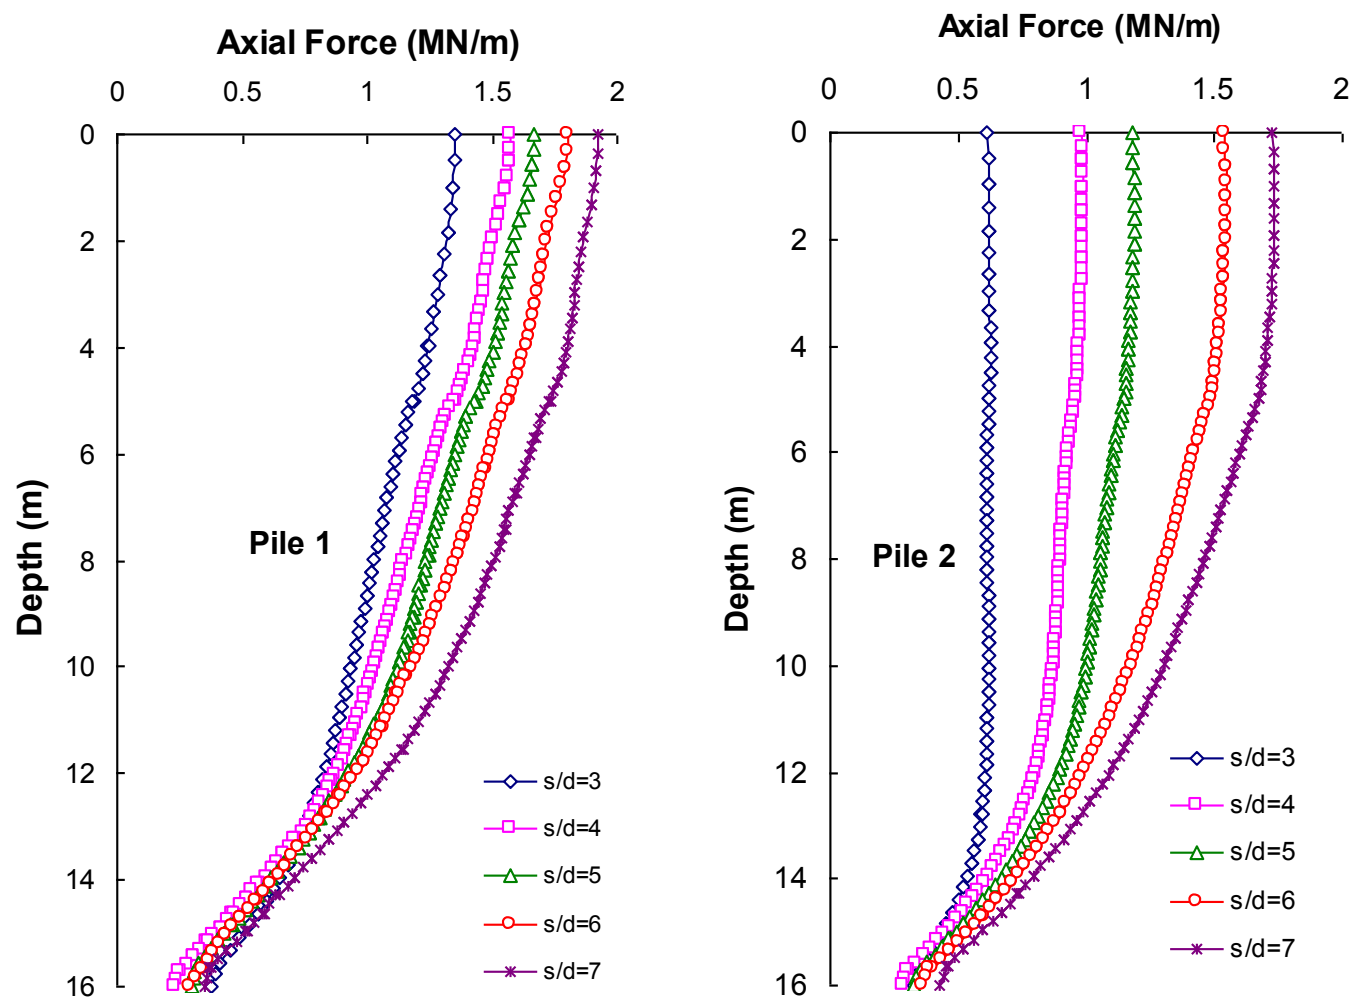 Axial Force (MN/m)
0 0.5 1 1.5 2
0
2
4
6
8
10
12
14
16
Depth (m)
Pile 1
s/d=3
s/d=4
s/d=5
s/d=6
s/d=7
Axial Force (MN/m)
0 0.5 1 1.5 2
0
2
4
6
8
10
12
14
16
Depth (m)
Pile 2
s/d=3
s/d=4
s/d=5
s/d=6
s/d=7